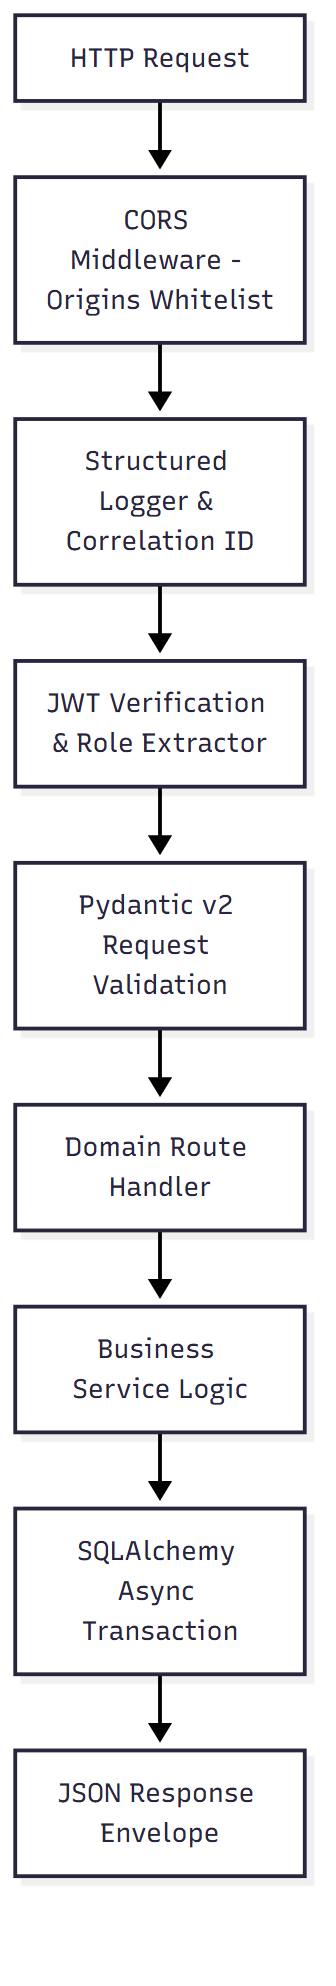 HTTP Request
CORS
Middleware -
Origins Whitelist
Structured
Logger &
Correlation ID
JWT Verification
& Role Extractor
Pydantic v2
Request
Validation
Domain Route
Handler
Business
Service Logic
SQLAlchemy
Async
Transaction
JSON Response
Envelope